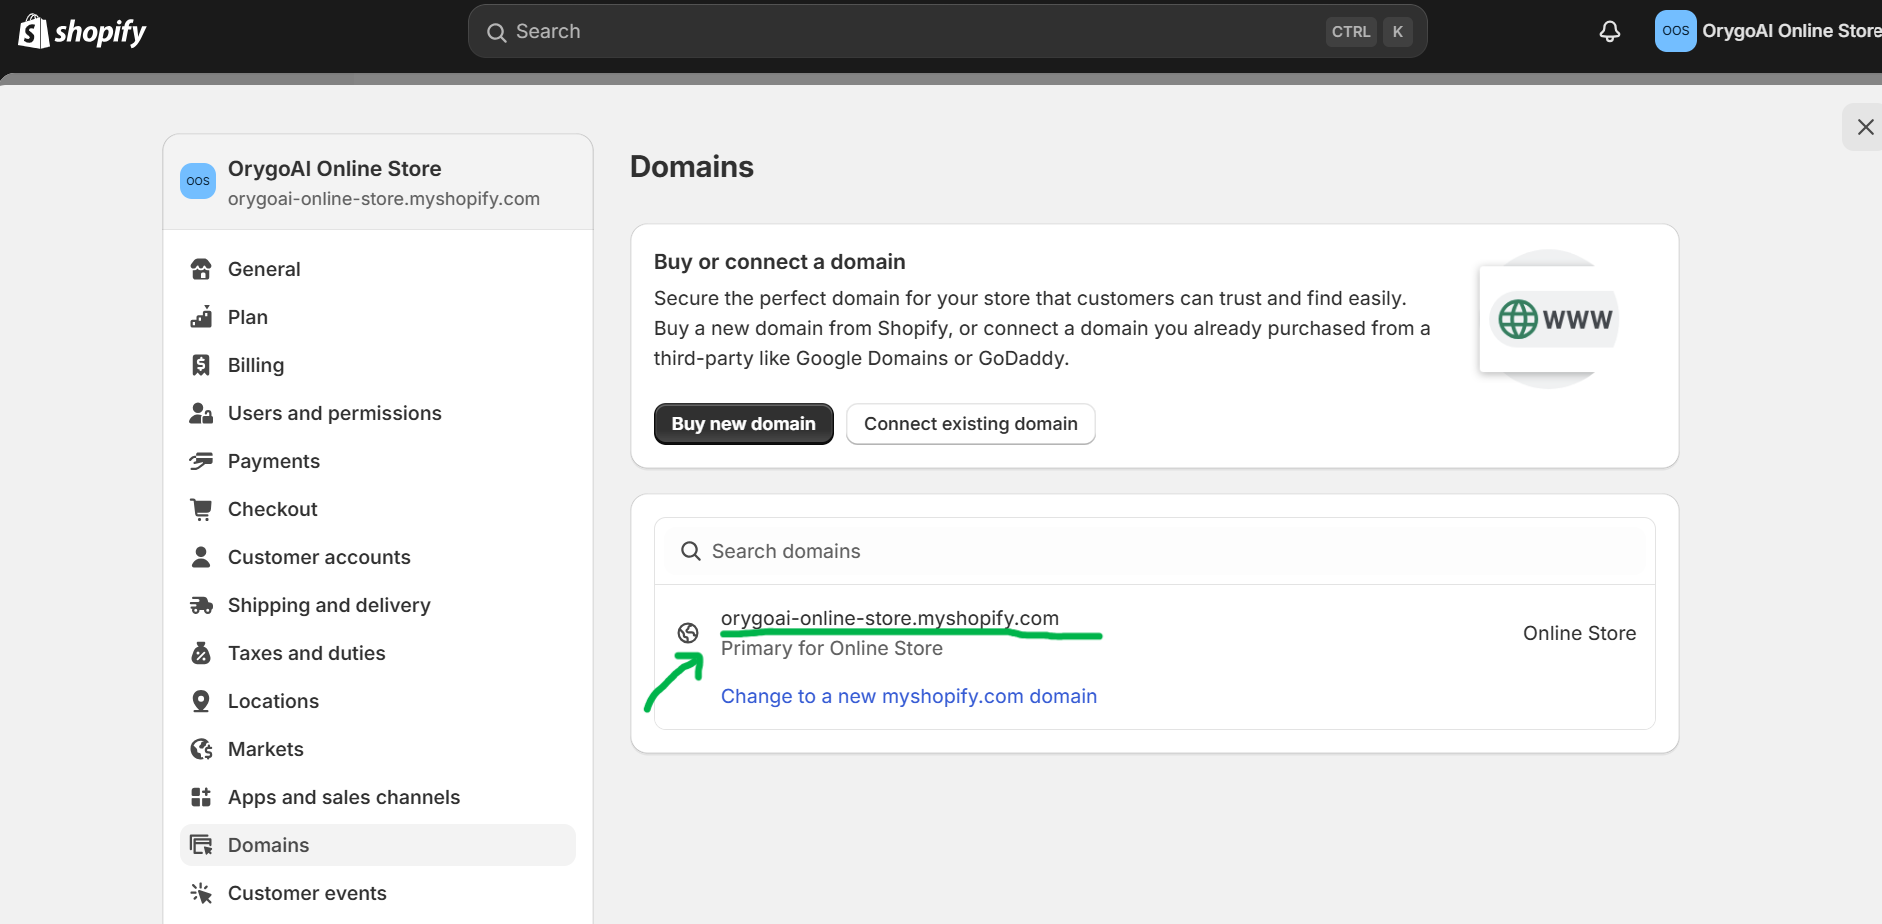 shopify
Search
CTRL K
OOS
OrygoAI Online Store
OOS
OrygoAI Online Store
orygoai-online-store.myshopify.com
General
Plan
Billing
Users and permissions
Payments
Checkout
Customer accounts
Shipping and delivery
Taxes and duties
Locations
Markets
Apps and sales channels
Domains
Customer events
Domains
Buy or connect a domain
Secure the perfect domain for your store that customers can trust and find easily.
Buy a new domain from Shopify, or connect a domain you already purchased from a
third-party like Google Domains or GoDaddy.
WWW
Buy new domain
Connect existing domain
Search domains
orygoai-online-store.myshopify.com
Primary for Online Store
Online Store
Change to a new myshopify.com domain